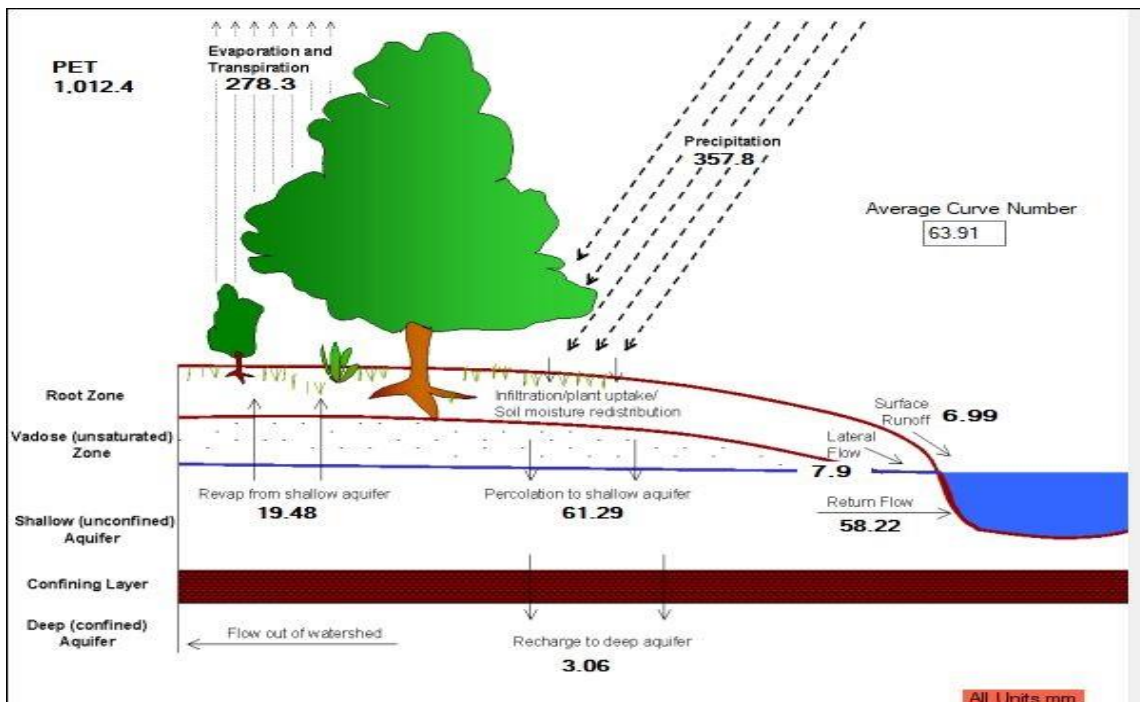 PET
1,012.4
Evaporation and
Transpiration
278.3
Precipitation
357.8
Average Curve Number
63.91
Root Zone
Infiltration/plant uptake/
Soil moisture redistribution
Surface
Runoff
6.99
Vadose (unsaturated)
Zone
Lateral
Flow
7.9
Revap from shallow aquifer
19.48
Percolation to shallow aquifer
61.29
Return Flow
58.22
Shallow (unconfined)
Aquifer
Confining Layer
Deep (confined)
Aquifer
Flow out of watershed
Recharge to deep aquifer
3.06
All Units mm